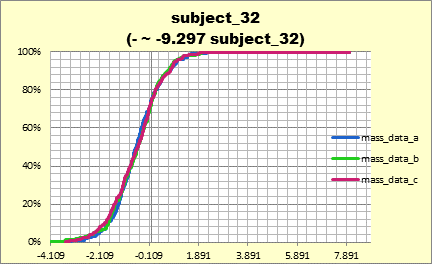 subject_32
(- ~ -9.297 subject_32)
100%
80%
60%
40%
20%
0%
-4.109 -2.109 -0.109 1.891 3.891 5.891 7.891
mass_data_a
mass_data_b
mass_data_c